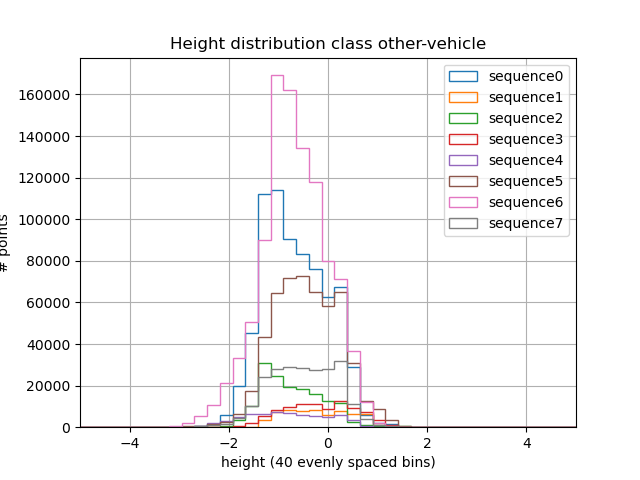 Height distribution class other-vehicle
# points
160000
140000
120000
100000
80000
60000
40000
20000
0
−4
−2
0
2
4
height (40 evenly spaced bins)
sequence0
sequence1
sequence2
sequence3
sequence4
sequence5
sequence6
sequence7